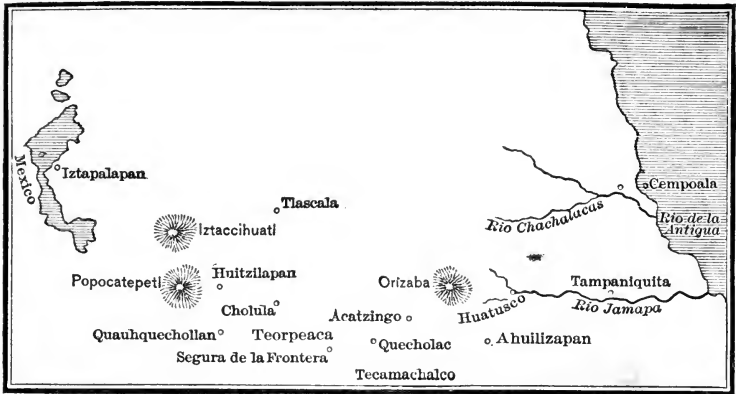 Mexico
Iztapalapan
Cempoala
Tlascala
Rio Chachalacas
Rio de la
Antigua
Iztaccihuatl
Popocatepetl
Huitzilapan
Orizaba
Tampaniquita
Cholula
Acatzingo
Huatusco
Rio Jamapa
Quauhquechollan
Teorpeaca
Quecholac
Ahuilizapan
Segura de la Frontera
Tecamachalco